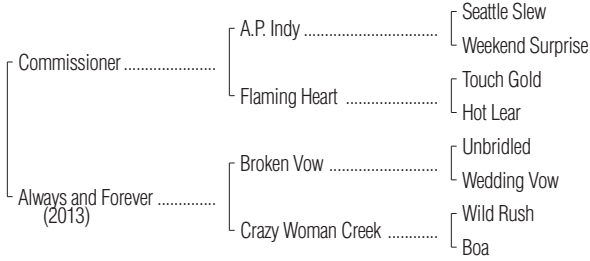 Seattle Slew
A.P. Indy ..............................
Weekend Surprise
Commissioner .....................
Touch Gold
Flaming Heart .....................
Hot Lear
Unbridled
Broken Vow .........................
Wedding Vow
Always and Forever ..............
(2013)
Wild Rush
Crazy Woman Creek ............
Boa